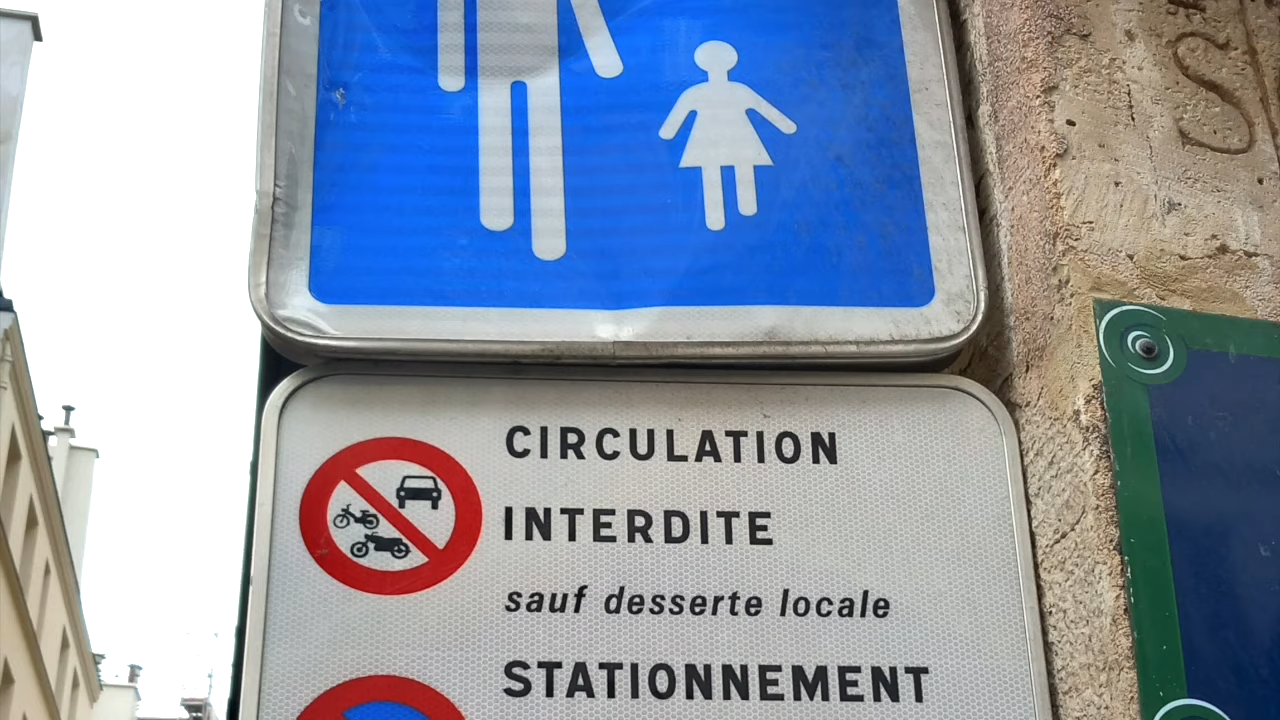 S
CIRCULATION
INTERDITE
sauf desserte locale
STATIONNEMENT